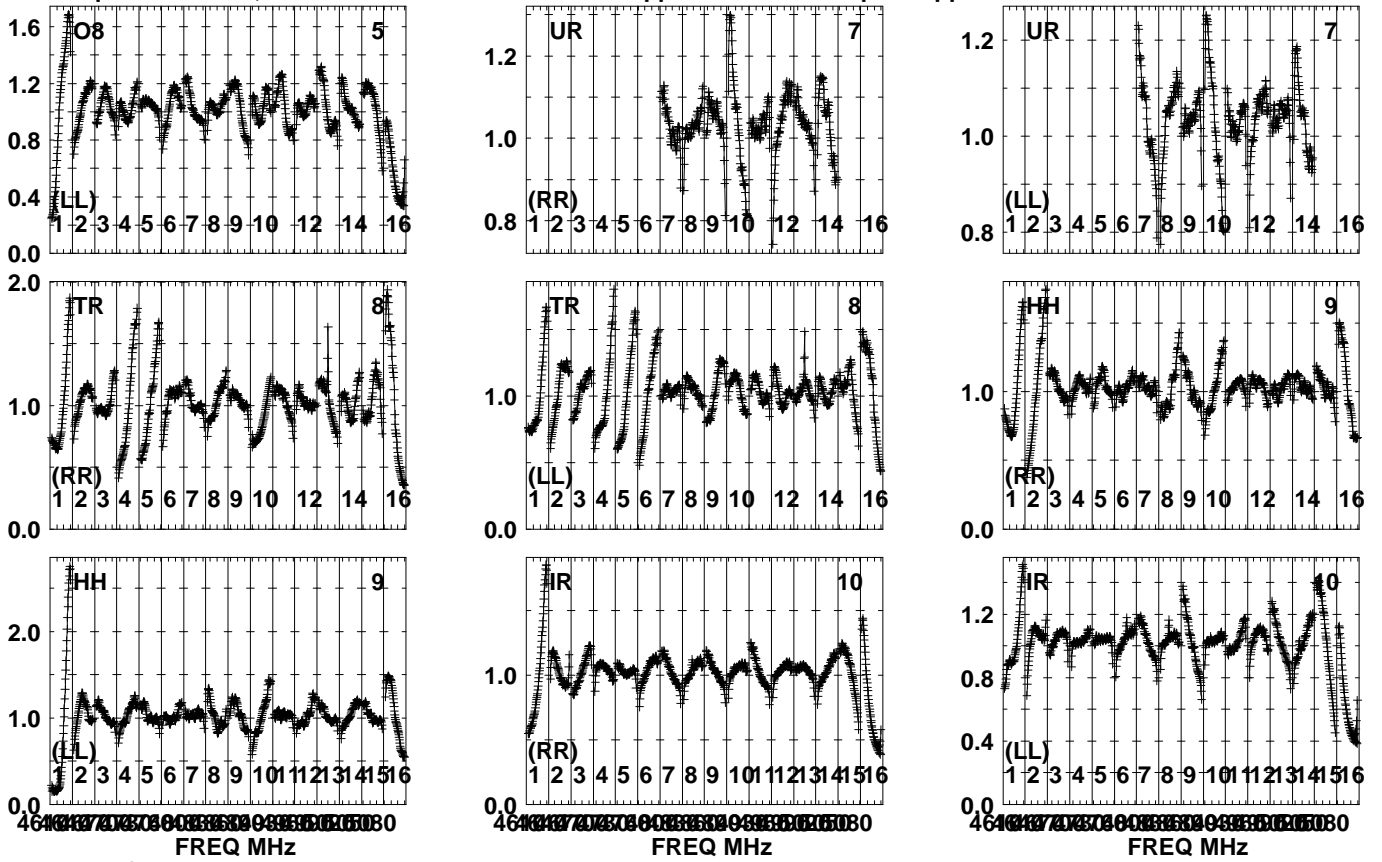 1.6 O8 5
1.2
0.8
0.4 (LL)
1 2 3 4 5 6 7 8 9 10 12 14 16
0.0
UR 7
1.2
1.0
0.8 (RR)
1 2 3 4 5 6 7 8 9 10 12 14 16
UR 7
1.2
1.0
0.8 (LL)
1 2 3 4 5 6 7 8 9 10 12 14 16
2.0 TR 8
1.0
(RR)
1 2 3 4 5 6 7 8 9 10 12 14 16
0.0
TR 8
1.0
(LL)
1 2 3 4 5 6 7 8 9 10 12 14 16
0.0
HH 9
1.0
(RR)
1 2 3 4 5 6 7 8 9 10 12 14 16
0.0
HH 9
2.0
1.0
(LL)
1 2 3 4 5 6 7 8 9 10 11 12 13 14 15 16
0.0
FREQ MHz
IR 10
1.0
(RR)
1 2 3 4 5 6 7 8 9 10 11 12 13 14 15 16
0.0
FREQ MHz
IR 10
1.2
0.8
0.4 (LL)
1 2 3 4 5 6 7 8 9 10 11 12 13 14 15 16
0.0
FREQ MHz